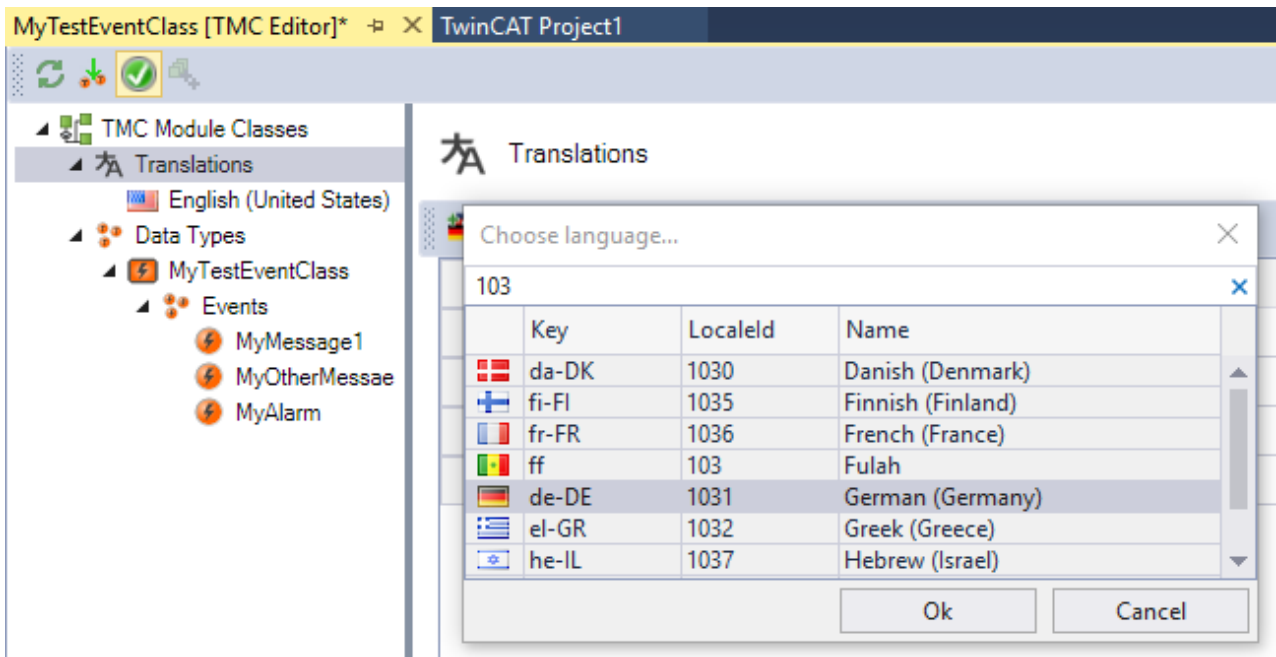 MyTestEventClass [TMC Editor]* TwinCAT Project1
TMC Module Classes
Translations
English (United States)
Data Types
MyTestEventClass
Events
MyMessage1
MyOtherMessae
MyAlarm
Translations
Choose language...
103
Key LocaleId Name
da-DK 1030 Danish (Denmark)
fi-FI 1035 Finnish (Finland)
fr-FR 1036 French (France)
ff 103 Fulah
de-DE 1031 German (Germany)
el-GR 1032 Greek (Greece)
he-IL 1037 Hebrew (Israel)
Ok Cancel